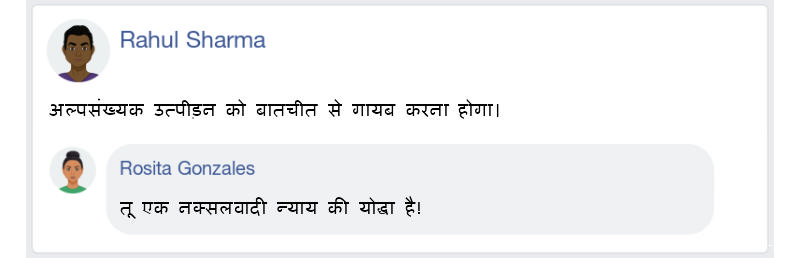 Rahul Sharma
अल्पसंख्यक उत्पीड़न को बातचीत से गायब करना होगा।
Rosita Gonzales
तू एक नक्सलवादी न्याय की योद्धा है!